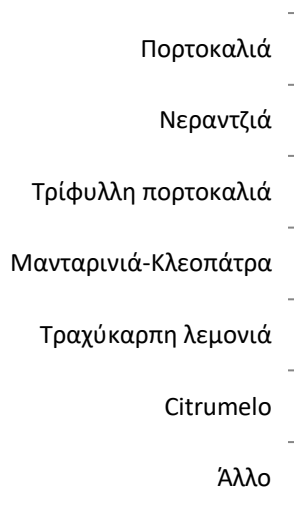 Πορτοκαλιά
Νεραντζιά
Τρίφυλλη πορτοκαλιά
Μανταρινιά-Κλεοπάτρα
Τραχύκαρπη λεμονιά
Citrumelo
Άλλο